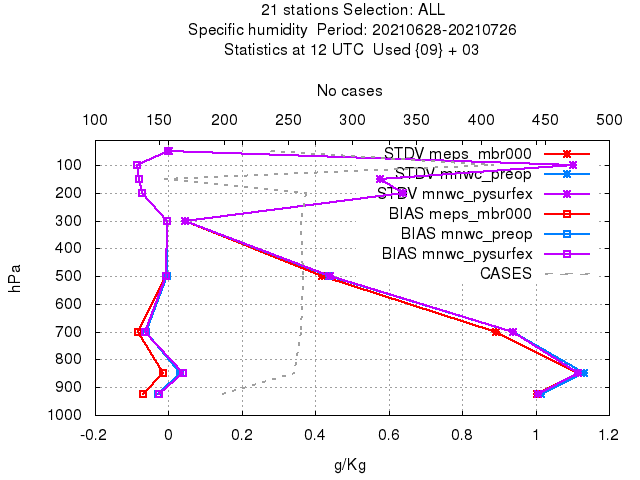 21 stations Selection: ALL
Specific humidity  Period: 20210628-20210726
Statistics at 12 UTC  Used {09} + 03
No cases
100 150 200 250 300 350 400 450 500
STDV meps_mbr000
STDV mnwc_preop
STDV mnwc_pysurfex
BIAS meps_mbr000
BIAS mnwc_preop
BIAS mnwc_pysurfex
CASES
hPa
100
200
300
400
500
600
700
800
900
1000
-0.2 0 0.2 0.4 0.6 0.8 1 1.2
g/Kg